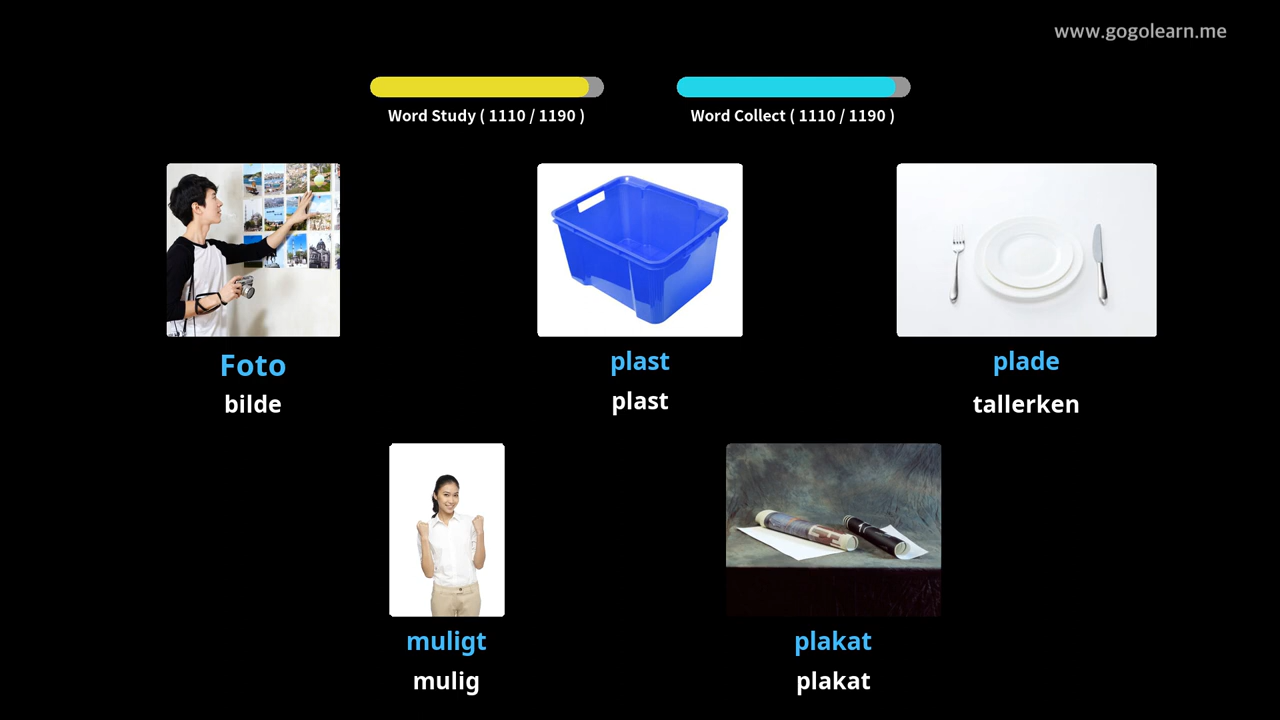 www.gogolearn.me
Word Study ( 1110 / 1190 )
Word Collect ( 1110 / 1190 )
Foto
bilde
plast
plast
plade
tallerken
muligt
mulig
plakat
plakat